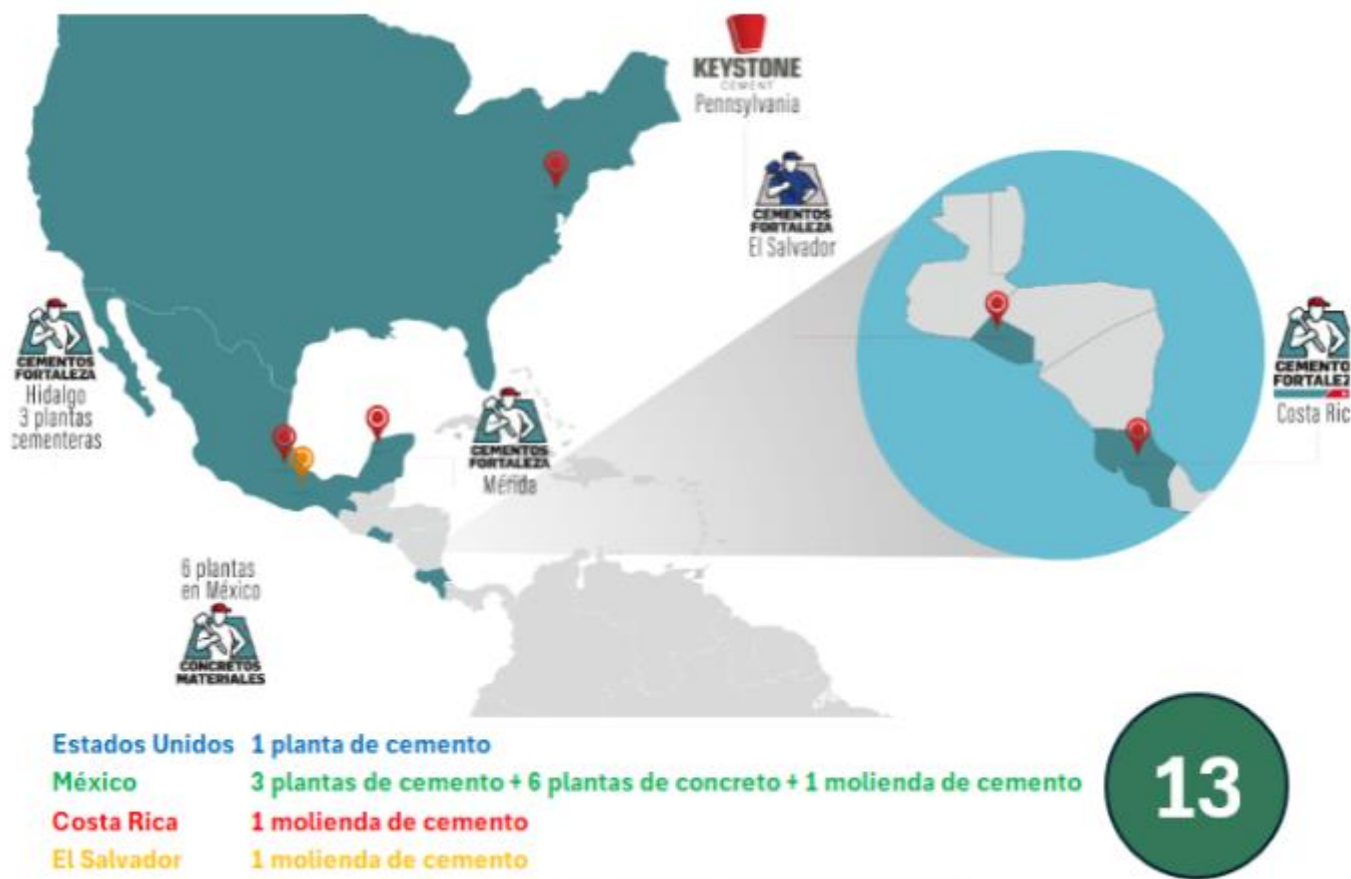 KEYSTONE
CEMENT
Pennsylvania
CEMENTOS
FORTALEZA
El Salvador
CEMENTOS
FORTALEZA
Hidalgo
3 plantas
cementeras
CEMENTO
FORTALEZ
Costa Ric
CEMENTOS
FORTALEZA
Mérida
6 plantas
en México
CONCRETOS
MATERIALES
Estados Unidos 1 planta de cemento
México 3 plantas de cemento + 6 plantas de concreto + 1 molienda de cemento
Costa Rica 1 molienda de cemento
El Salvador 1 molienda de cemento
13